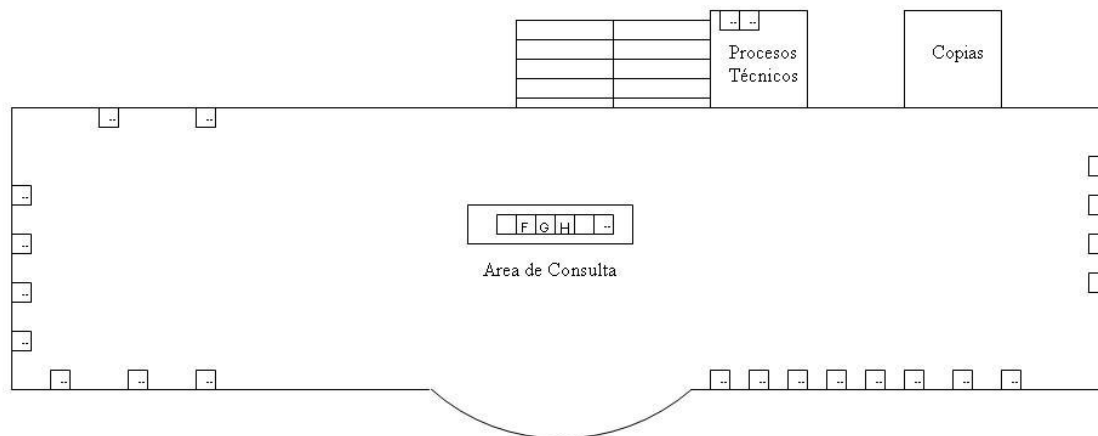 -- --
Procesos
Técnicos
Copias
-- --
--
F G H --
--
Area de Consulta
--
--
-- -- -- -- -- -- -- -- -- -- --